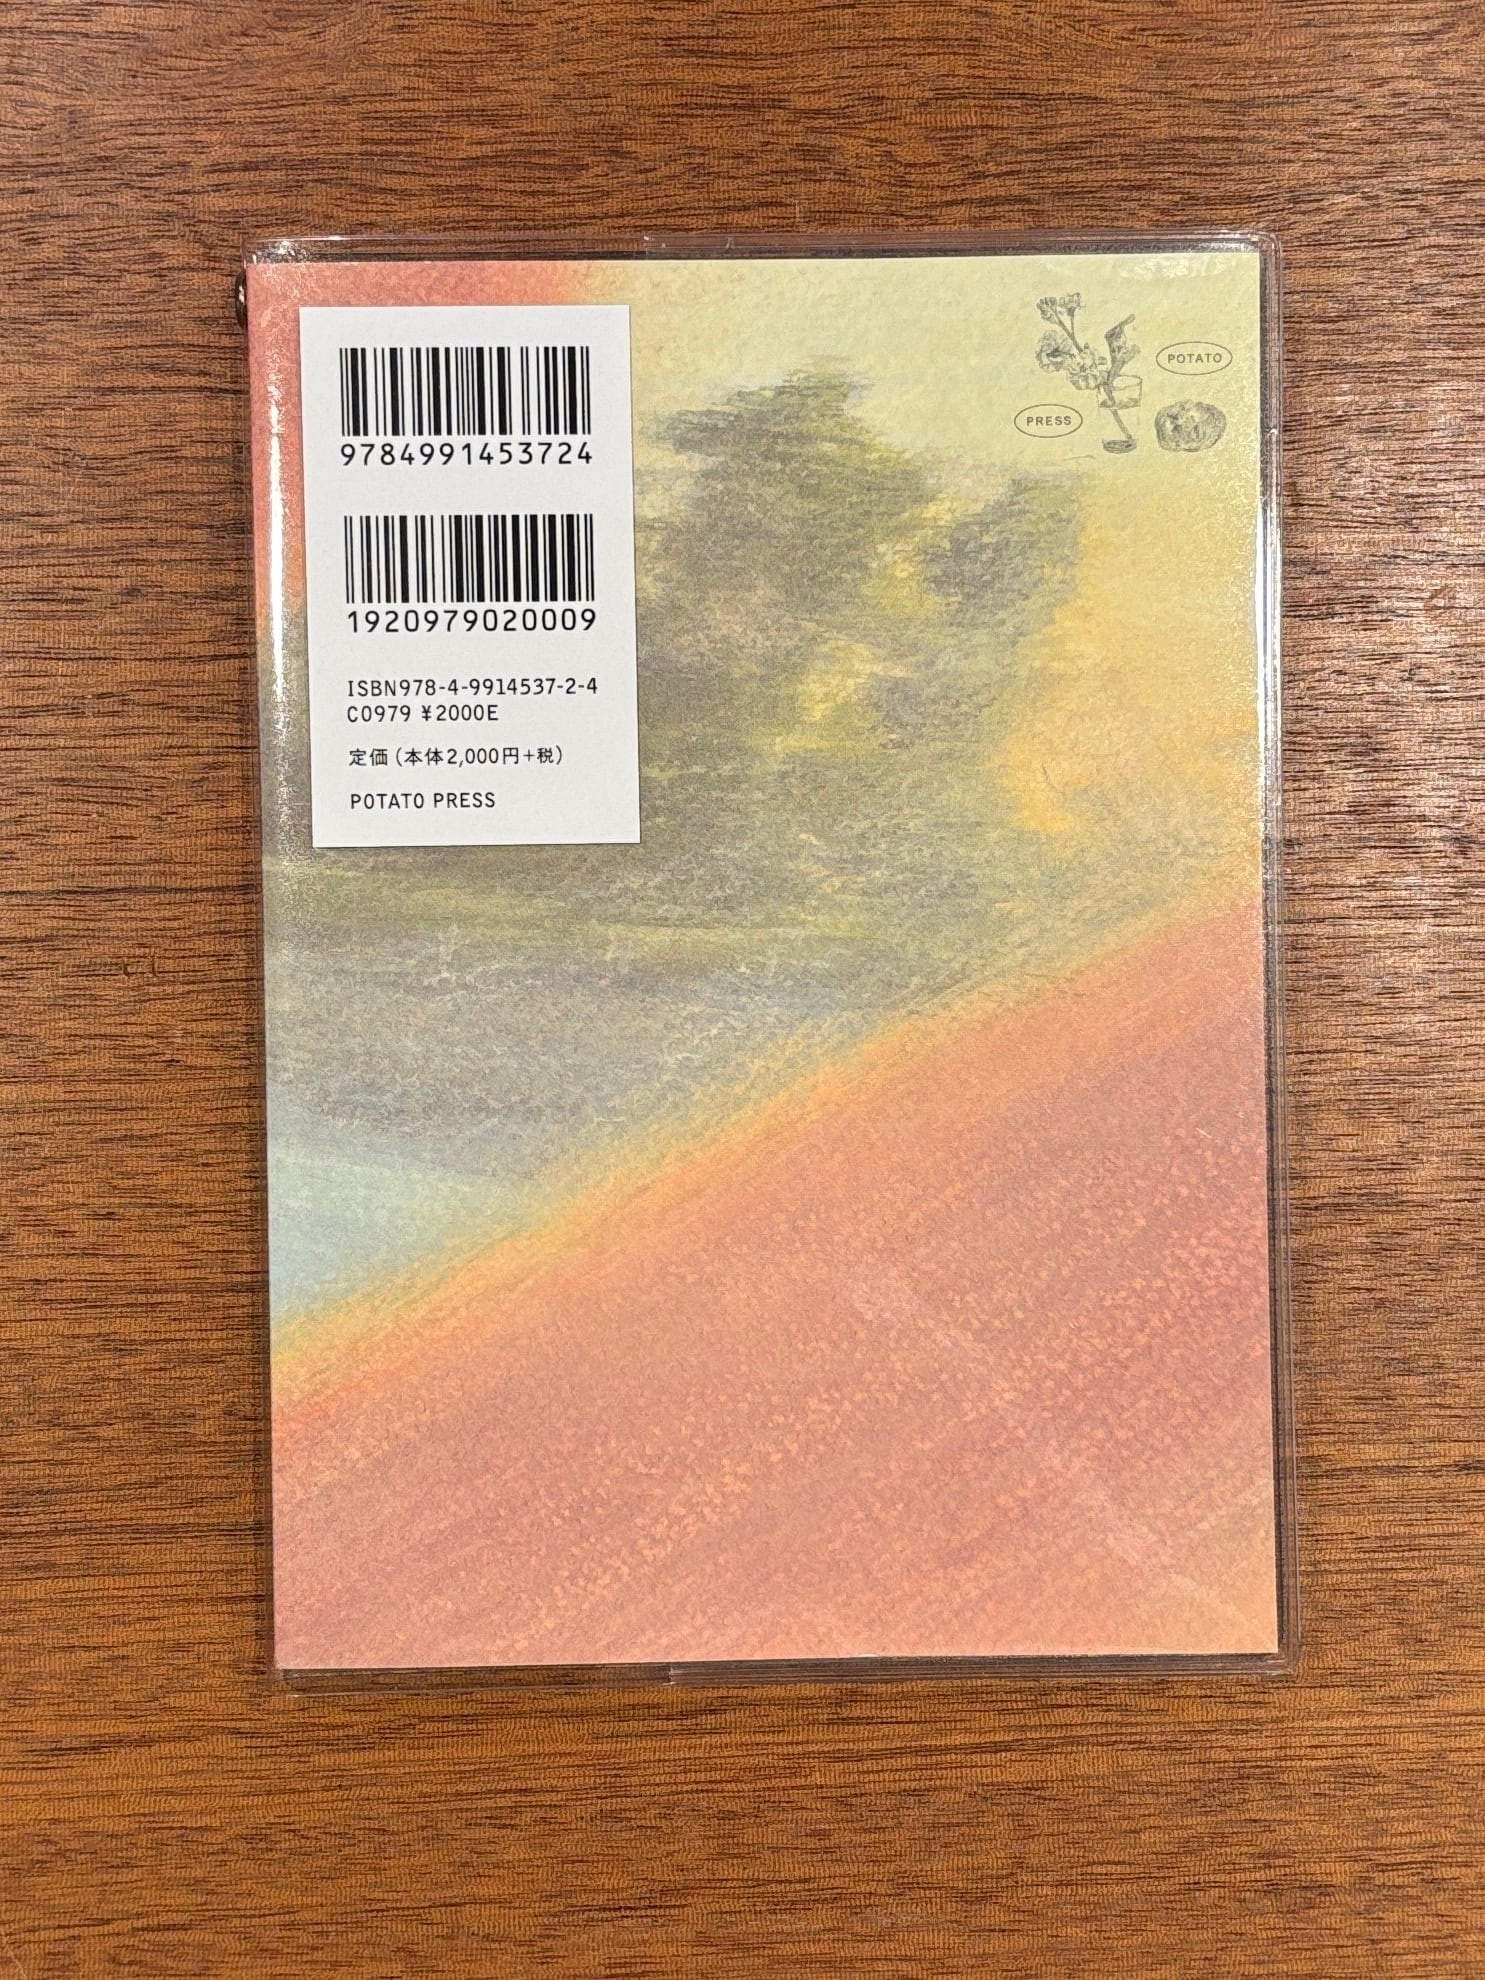 9784991453724
1920979020009
ISBN978-4-9914537-2-4
C0979 ¥2000E
定価(本体2,000円+税)
POTATO PRESS
POTATO
PRESS